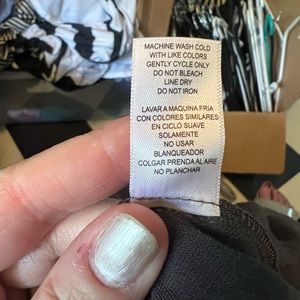 MACHINE WASH COLD
WITH LIKE COLORS
GENTLY CYCLE ONLY
DO NOT BLEACH
LINE DRY
DO NOT IRON
LAVAR A MAQUINA FRIA
CON COLORES SIMILARES
EN CICLO SUAVE
SOLAMENTE
NO USAR
BLANQUEADOR
COLGAR PRENDA AL AIRE
NO PLANCHAR